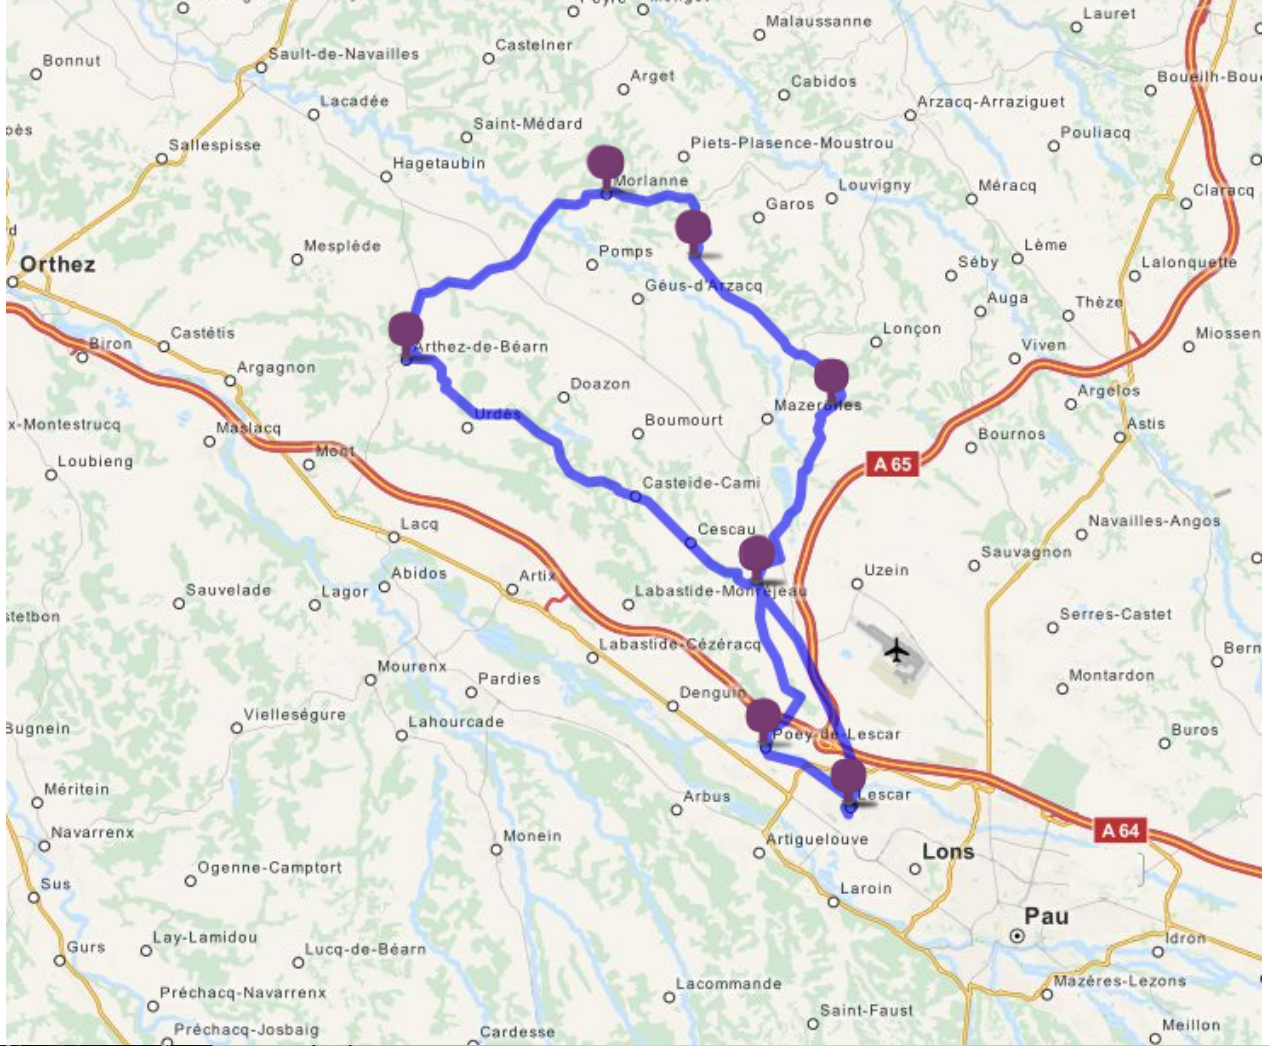 Lauret
Malaussanne
Castelner
Sault-de-Navailles
Bonnut
Arget
Cabidos
Lacadée
Arzacq-Arraziguet
Saint-Médard
Pouliacq
Sallespisse
Piets-Plasence-Moustrou
Hagetaubin
Morlanne
Louvigny
Méracq
Claracq
Garos
Mesplède
Pomps
Lème
Orthez
Séby
Lalonquette
Géus-d'Arzacq
Auga
Thèze
Castétis
Lonçon
Miossen
Biron
Arthez-de-Béarn
Viven
Argagnon
Doazon
Argelos
Mazerolles
x-Montestrucq
Maslacq
Urdès
Boumourt
Astis
Bournos
Mont
Loubieng
A 65
Casteide-Cami
Lacq
Cescau
Navailles-Angos
Sauvagnon
Abidos
Artix
Uzein
Sauvelade
Lagor
Labastide-Monréjeau
stetbon
Serres-Castet
Labastide-Cézéracq
Bern
Mourenx
Pardies
Montardon
Denguin
Vielleségure
Lahourcade
Bugnein
Poey-de-Lescar
Buros
Méritein
Arbus
Lescar
Navarrenx
Monein
Artiguelouve
A 64
Lons
Ogenne-Camptort
Sus
Laroin
Pau
Gurs
Lay-Lamidou
Lucq-de-Béarn
Idron
Préchacq-Navarrenx
Lacommande
Mazères-Lezons
Saint-Faust
Préchacq-Josbaig
Cardesse
Meillon